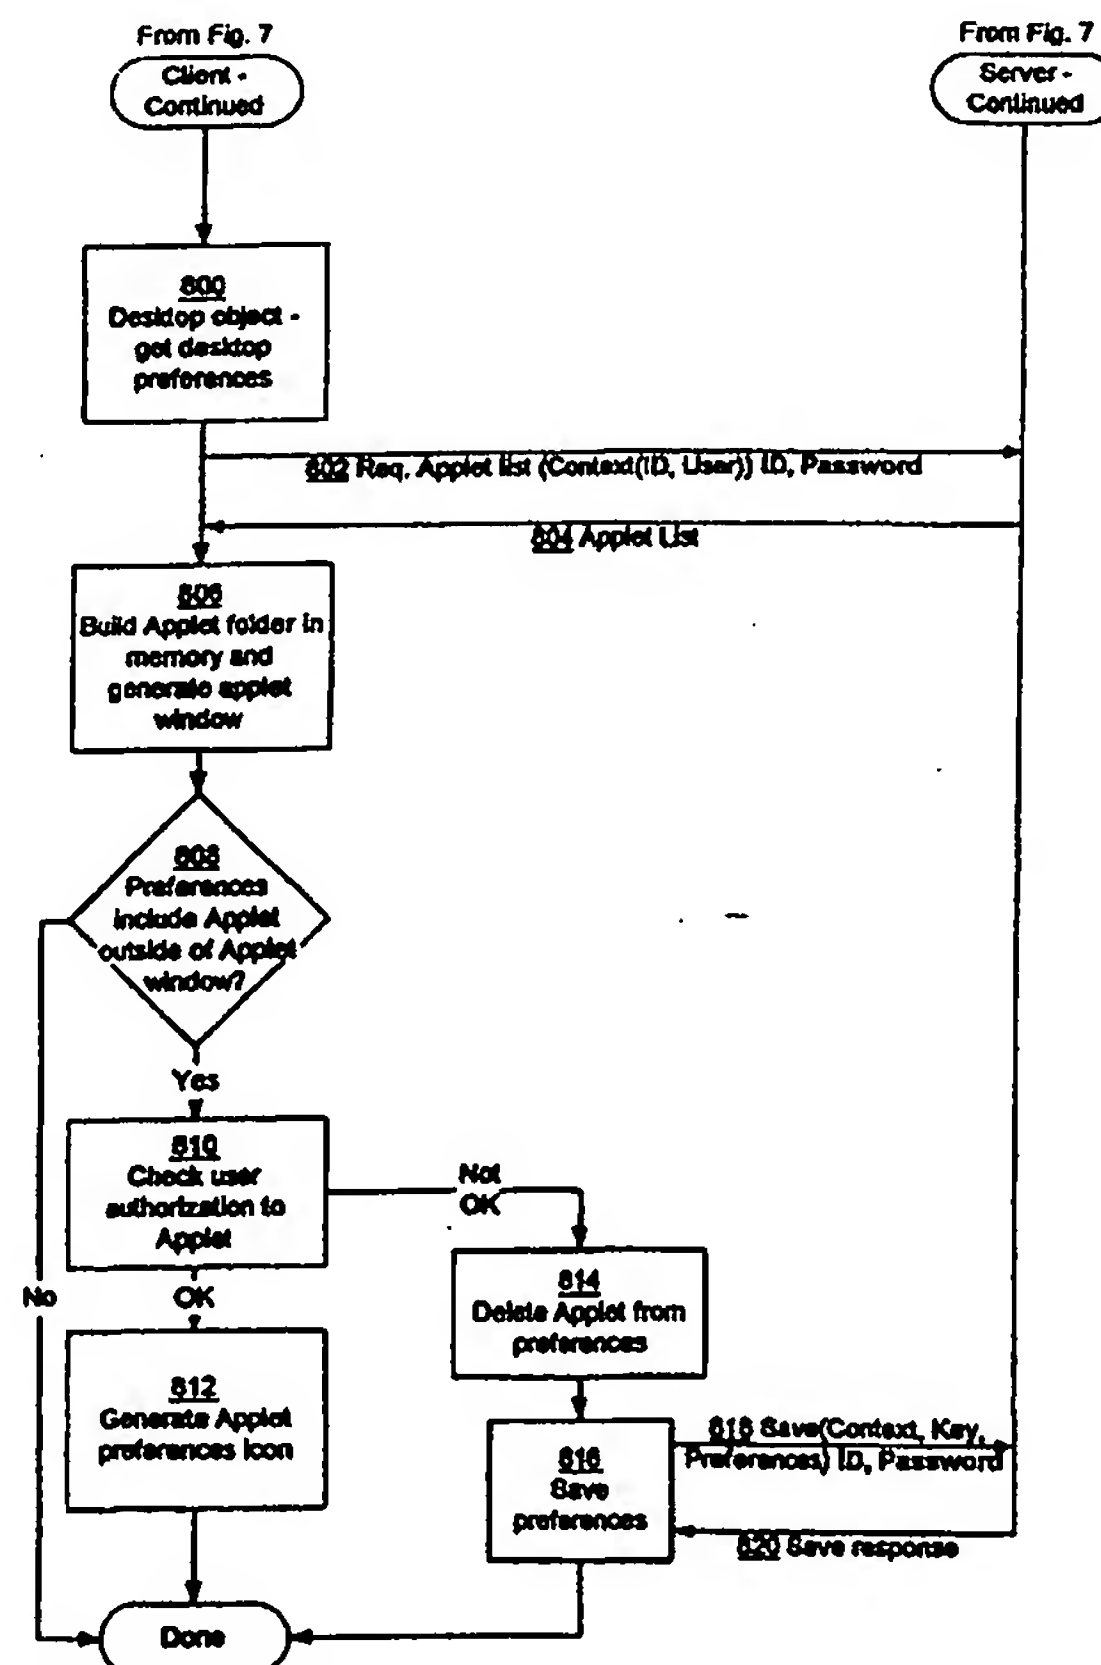 From Fig. 7
Client -
Continued
From Fig. 7
Server -
Continued
800
Desktop object -
get desktop
preferences
802 Req. Applet list (Context(ID, User)) ID, Password
804 Applet List
806
Build Applet folder in
memory and
generate applet
window
808
Preferences
include Applet
outside of Applet
window?
Yes
No
810
Check user
authorization to
Applet
Not
OK
OK
812
Generate Applet
preferences icon
814
Delete Applet from
preferences
816
Save
preferences
818 Save(Context, Key,
Preferences) ID, Password
820 Save response
Done